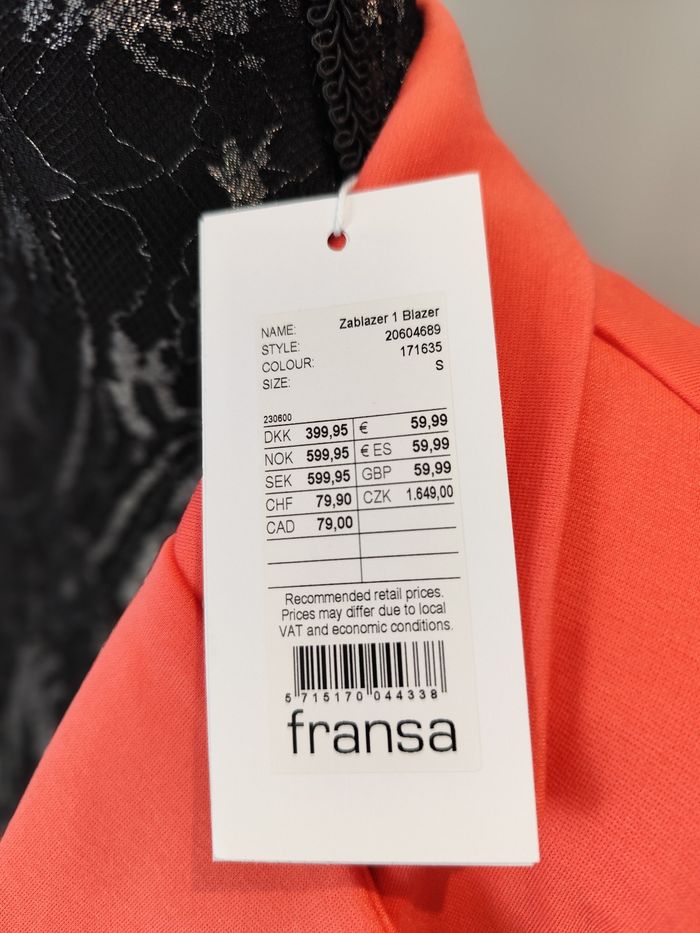 NAME: Zablazer 1 Blazer
STYLE: 20604689
COLOUR: 171635
SIZE: S
230600
DKK 399,95 € 59,99
NOK 599,95 € ES 59,99
SEK 599,95 GBP 59,99
CHF 79,90 CZK 1.649,00
CAD 79,00
Recommended retail prices.
Prices may differ due to local
VAT and economic conditions.
5 715170 044338
fransa